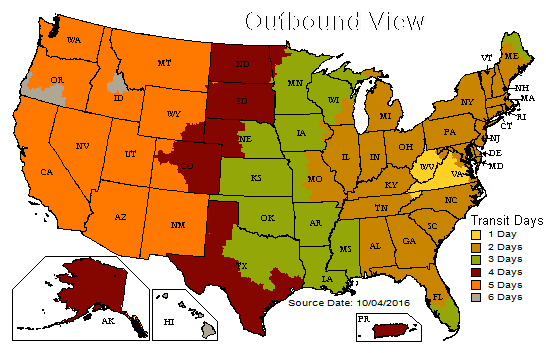 Outbound View
WA
MT
ND
MN
ME
VT
OR
ID
SD
WI
NY
NH
MA
WY
MI
RI
CT
IA
PA
NJ
NE
OH
DE
NV
UT
CO
IL
IN
WV
MD
CA
KS
MO
KY
VA
NC
TN
AZ
NM
OK
AR
SC
MS
AL
GA
TX
LA
FL
AK
HI
PR
Transit Days
1 Day
2 Days
3 Days
4 Days
5 Days
6 Days
Source Date: 10/04/2016